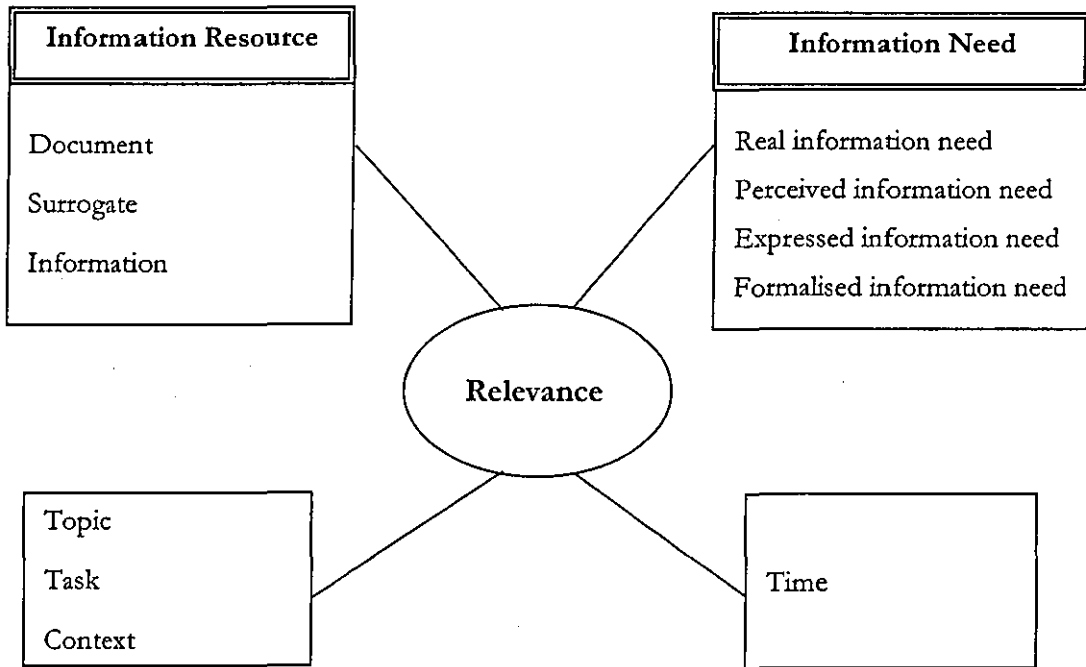 Information Resource
Document
Surrogate
Information
Information Need
Real information need
Perceived information need
Expressed information need
Formalised information need
Relevance
Topic
Task
Context
Time